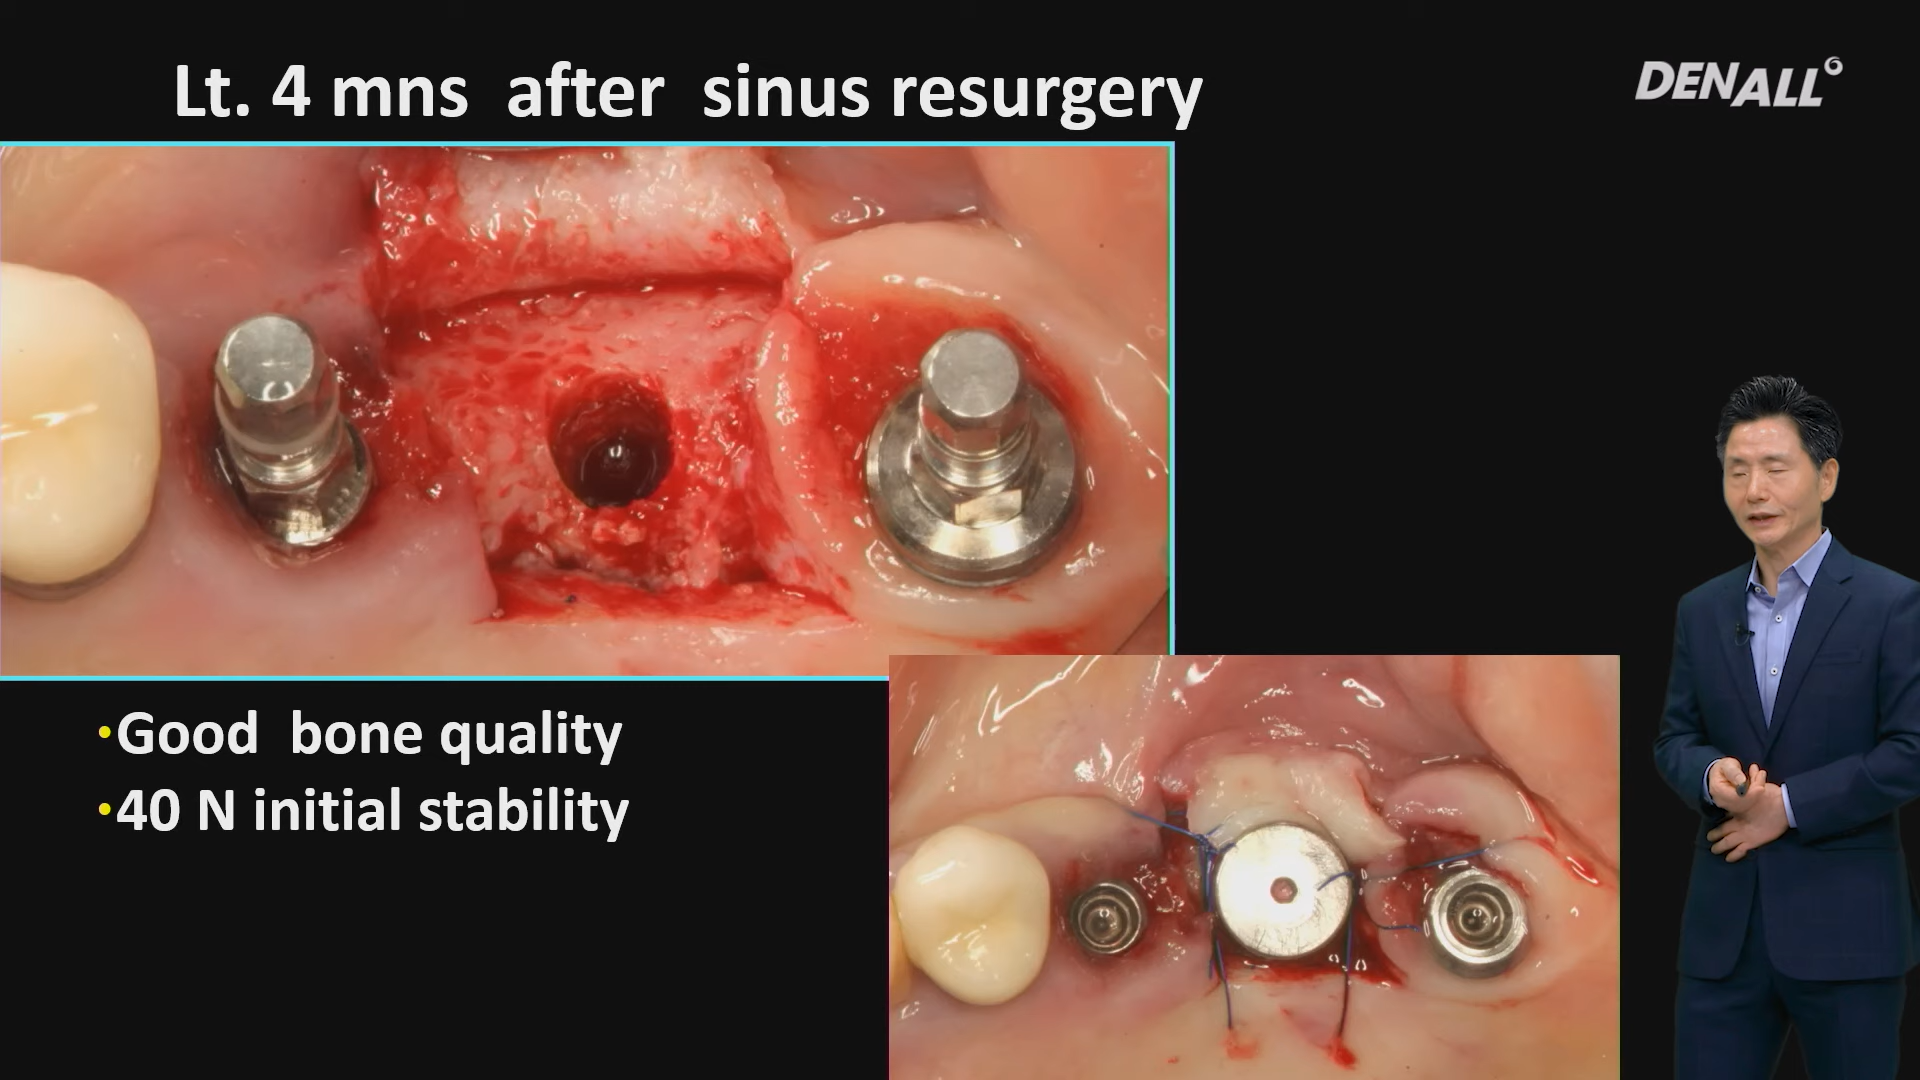 Lt. 4 mns after sinus resurgery
DENALL
•Good bone quality
•40 N initial stability